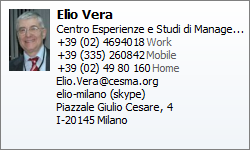 Elio Vera
Centro Esperienze e Studi di Manage...
+39 (02) 4694018 Work
+39 (335) 260842 Mobile
+39 (02) 49 80 160 Home
Elio.Vera@cesma.org
elio-milano (skype)
Piazzale Giulio Cesare, 4
I-20145 Milano